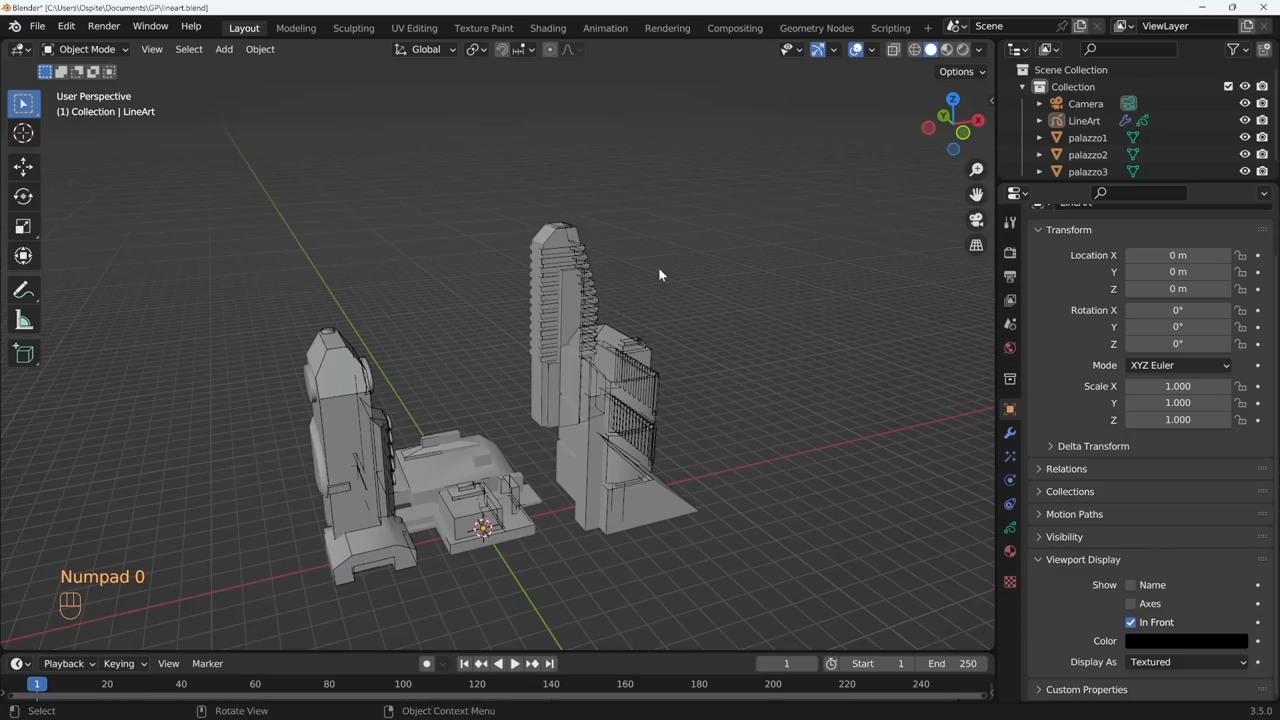 Blender* [C:\Users\Ospite\Documents\GP\lineart.blend]
File Edit Render Window Help Layout Modeling Sculpting UV Editing Texture Paint Shading Animation Rendering Compositing Geometry Nodes Scripting + Scene ViewLayer
Object Mode View Select Add Object Global
Options
User Perspective
(1) Collection | LineArt
Z
Y
X
Numpad 0
Scene Collection
Collection
Camera
LineArt
palazzo1
palazzo2
palazzo3
Transform
Location X 0 m
Y 0 m
Z 0 m
Rotation X 0°
Y 0°
Z 0°
Mode XYZ Euler
Scale X 1.000
Y 1.000
Z 1.000
Delta Transform
Relations
Collections
Motion Paths
Visibility
Viewport Display
Show Name
Axes
In Front
Color
Display As Textured
Custom Properties
Playback Keying View Marker 1 Start 1 End 250
1 20 40 60 80 100 120 140 160 180 200 220 240
Select Rotate View Object Context Menu 3.5.0